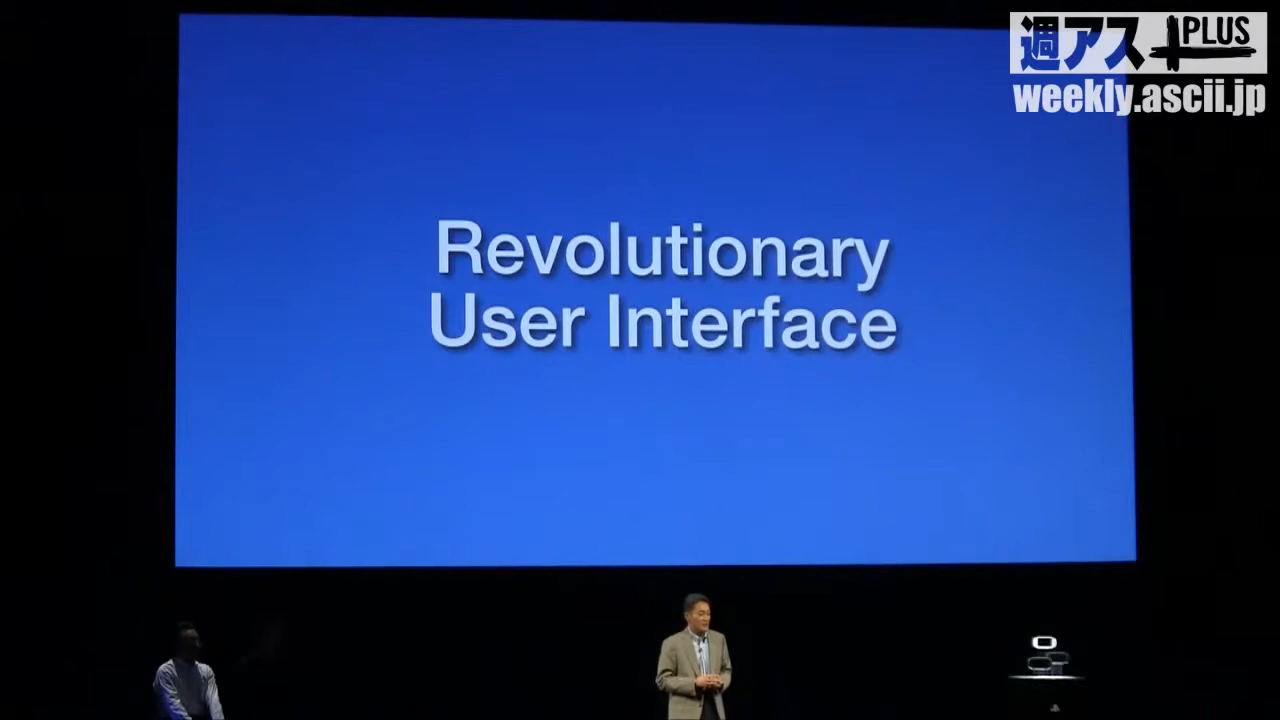 週アス PLUS
weekly.ascii.jp
Revolutionary
User Interface